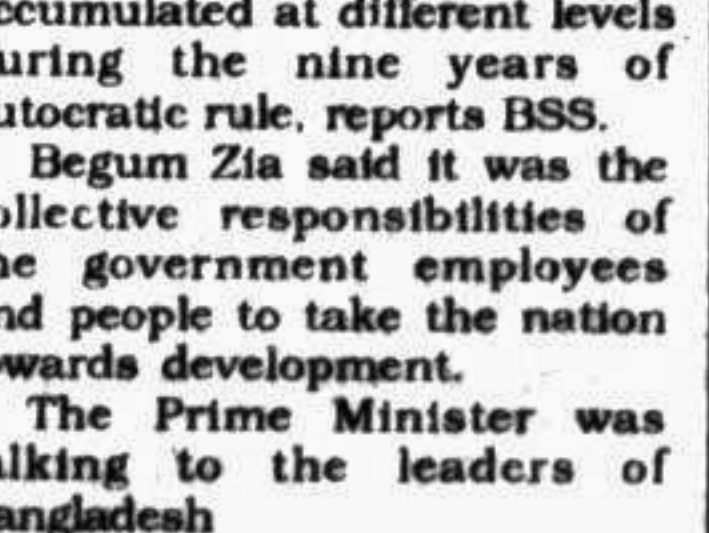 ccumulated at different levels
uring the nine years of
utocratic rule, reports BSS.
Begum Zia said it was the
ollective responsibilities of
he government employees
nd people to take the nation
owards development.
The Prime Minister was
alking to the leaders of
angladesh